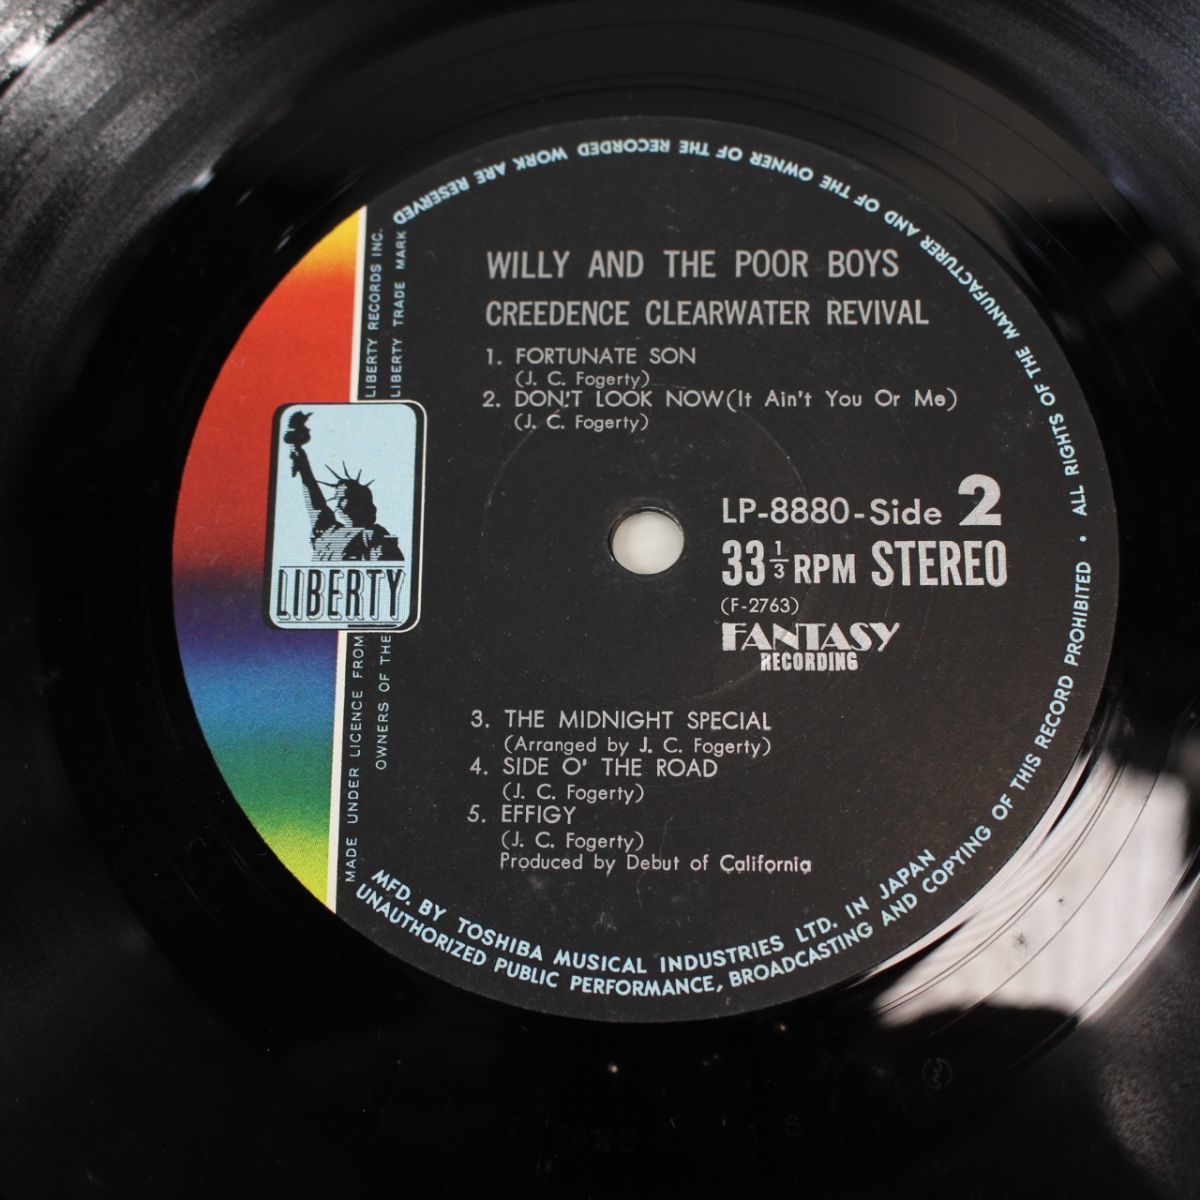 WILLY AND THE POOR BOYS
CREEDENCE CLEARWATER REVIVAL
1. FORTUNATE SON
(J. C. Fogerty)
2. DON'T LOOK NOW(It Ain't You Or Me)
(J. C. Fogerty)
LP-8880-Side 2
33 1/3 RPM STEREO
(F-2763)
FANTASY
RECORDING
3. THE MIDNIGHT SPECIAL
(Arranged by J. C. Fogerty)
4. SIDE O' THE ROAD
(J. C. Fogerty)
5. EFFIGY
(J. C. Fogerty)
Produced by Debut of California
LIBERTY
MADE UNDER LICENCE FROM LIBERTY RECORDS INC.
OWNERS OF THE LIBERTY TRADE MARK
MFD. BY TOSHIBA MUSICAL INDUSTRIES LTD. IN JAPAN
UNAUTHORIZED PUBLIC PERFORMANCE, BROADCASTING AND COPYING OF THIS RECORD PROHIBITED • ALL RIGHTS OF THE MANUFACTURER AND OF THE OWNER OF THE RECORDED WORK ARE RESERVED